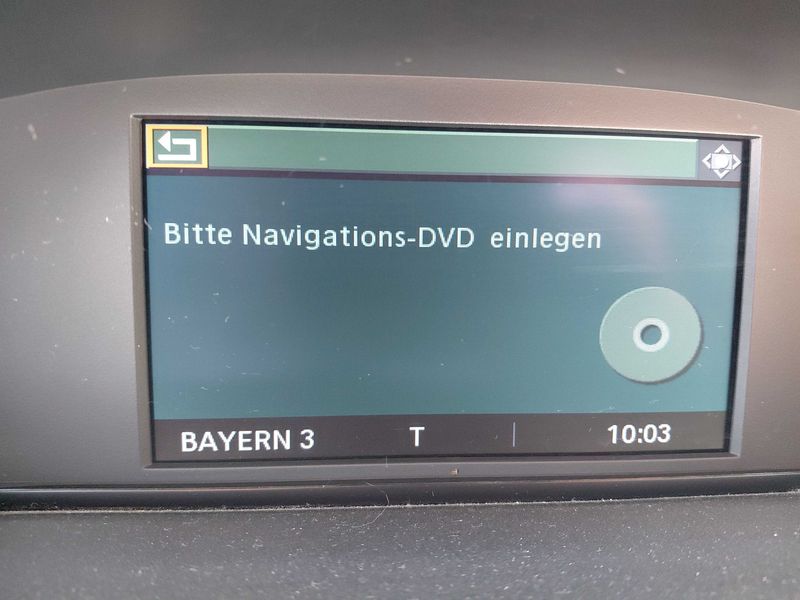 Bitte Navigations-DVD einlegen
BAYERN 3 T 10:03